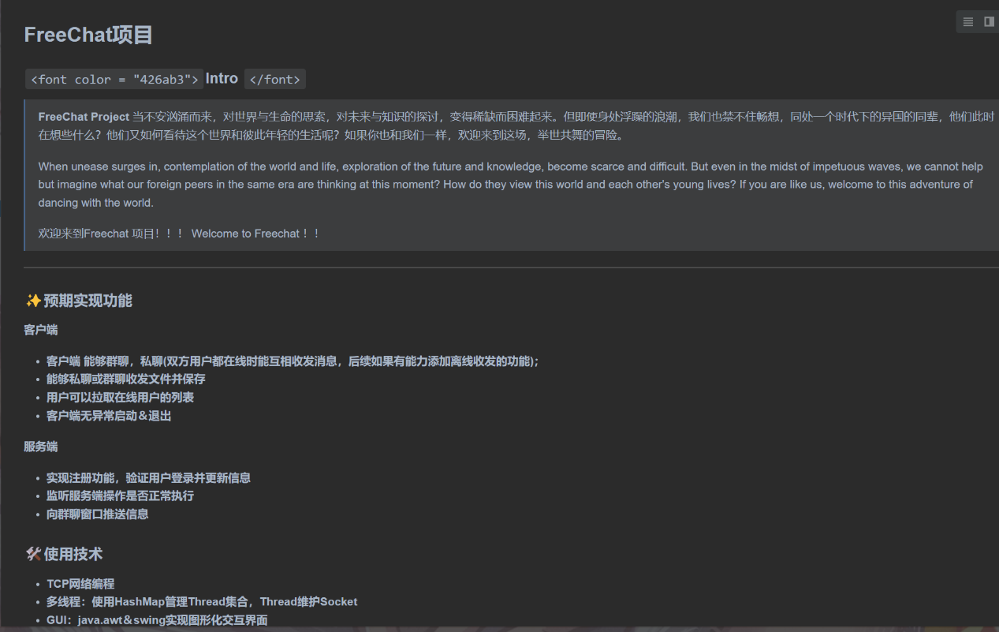 FreeChat项目
<font color = "426ab3"> Intro </font>
FreeChat Project 当不安汹涌而来，对世界与生命的思索，对未来与知识的探讨，变得稀缺而困难起来。但即使身处浮躁的浪潮，我们也禁不住畅想，同处一个时代下的异国的同辈，他们此时
在想些什么？他们又如何看待这个世界和彼此年轻的生活呢？如果你也和我们一样，欢迎来到这场，举世共舞的冒险。
When unease surges in, contemplation of the world and life, exploration of the future and knowledge, become scarce and difficult. But even in the midst of impetuous waves, we cannot help
but imagine what our foreign peers in the same era are thinking at this moment? How do they view this world and each other's young lives? If you are like us, welcome to this adventure of
dancing with the world.
欢迎来到Freechat 项目！！！ Welcome to Freechat！！
✨预期实现功能
客户端
• 客户端 能够群聊，私聊(双方用户都在线时能互相收发消息，后续如果有能力添加离线收发的功能);
• 能够私聊或群聊收发文件并保存
• 用户可以拉取在线用户的列表
• 客户端无异常启动＆退出
服务端
• 实现注册功能，验证用户登录并更新信息
• 监听服务端操作是否正常执行
• 向群聊窗口推送信息
🛠使用技术
• TCP网络编程
• 多线程：使用HashMap管理Thread集合，Thread维护Socket
• GUI：java.awt＆swing实现图形化交互界面